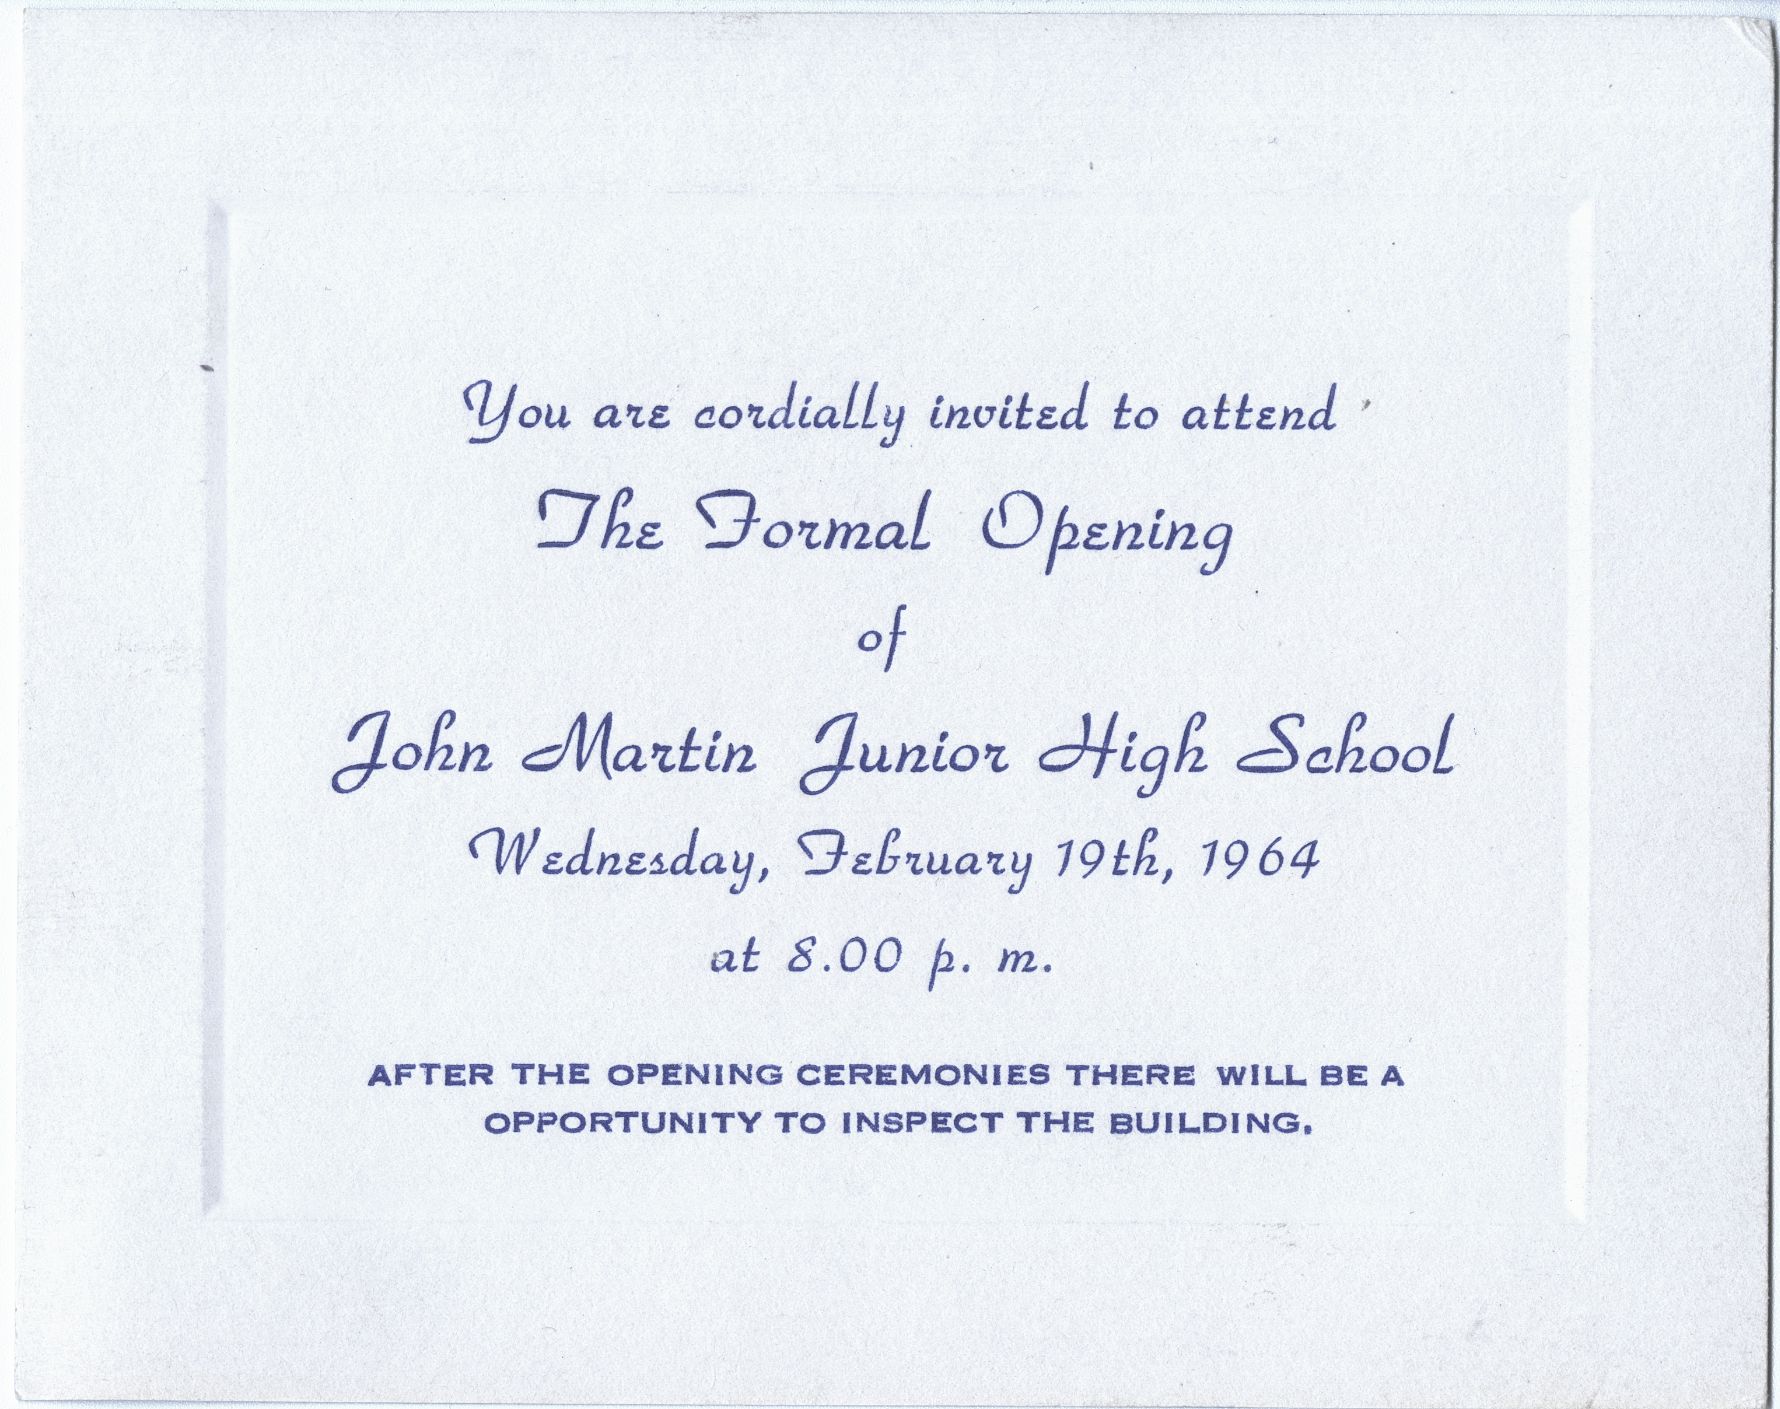 You are cordially invited to attend
The Formal Opening
of
John Martin Junior High School
Wednesday, February 19th, 1964
at 8.00 p. m.
AFTER THE OPENING CEREMONIES THERE WILL BE A
OPPORTUNITY TO INSPECT THE BUILDING.